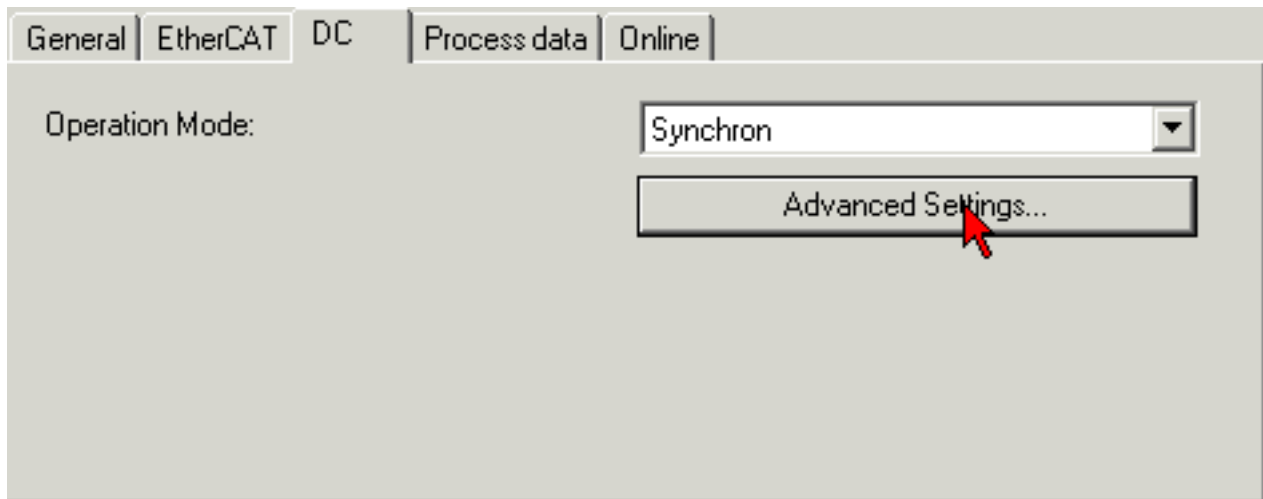 General EtherCAT DC Process data Online
Operation Mode: Synchron
Advanced Settings...